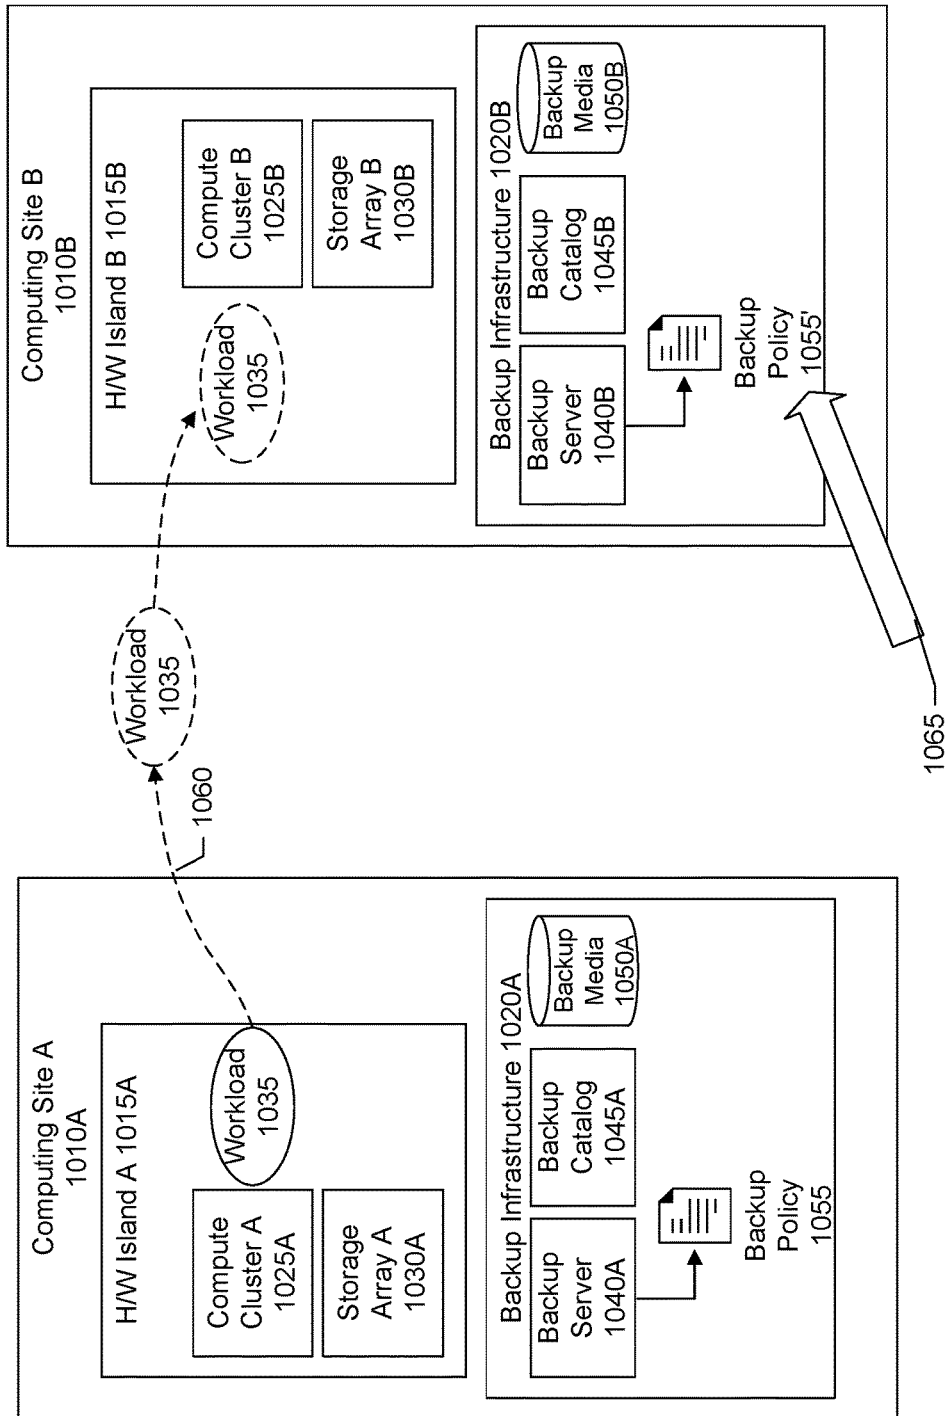 Computing Site A
1010A
H/W Island A 1015A
Compute
Cluster A
1025A
Workload
1035
Storage
Array A
1030A
Backup Infrastructure 1020A
Backup
Server
1040A
Backup
Catalog
1045A
Backup
Media
1050A
Backup
Policy
1055
1060
Workload
1035
Computing Site B
1010B
H/W Island B 1015B
Workload
1035
Compute
Cluster B
1025B
Storage
Array B
1030B
Backup Infrastructure 1020B
Backup
Server
1040B
Backup
Catalog
1045B
Backup
Media
1050B
Backup
Policy
1055'
1065